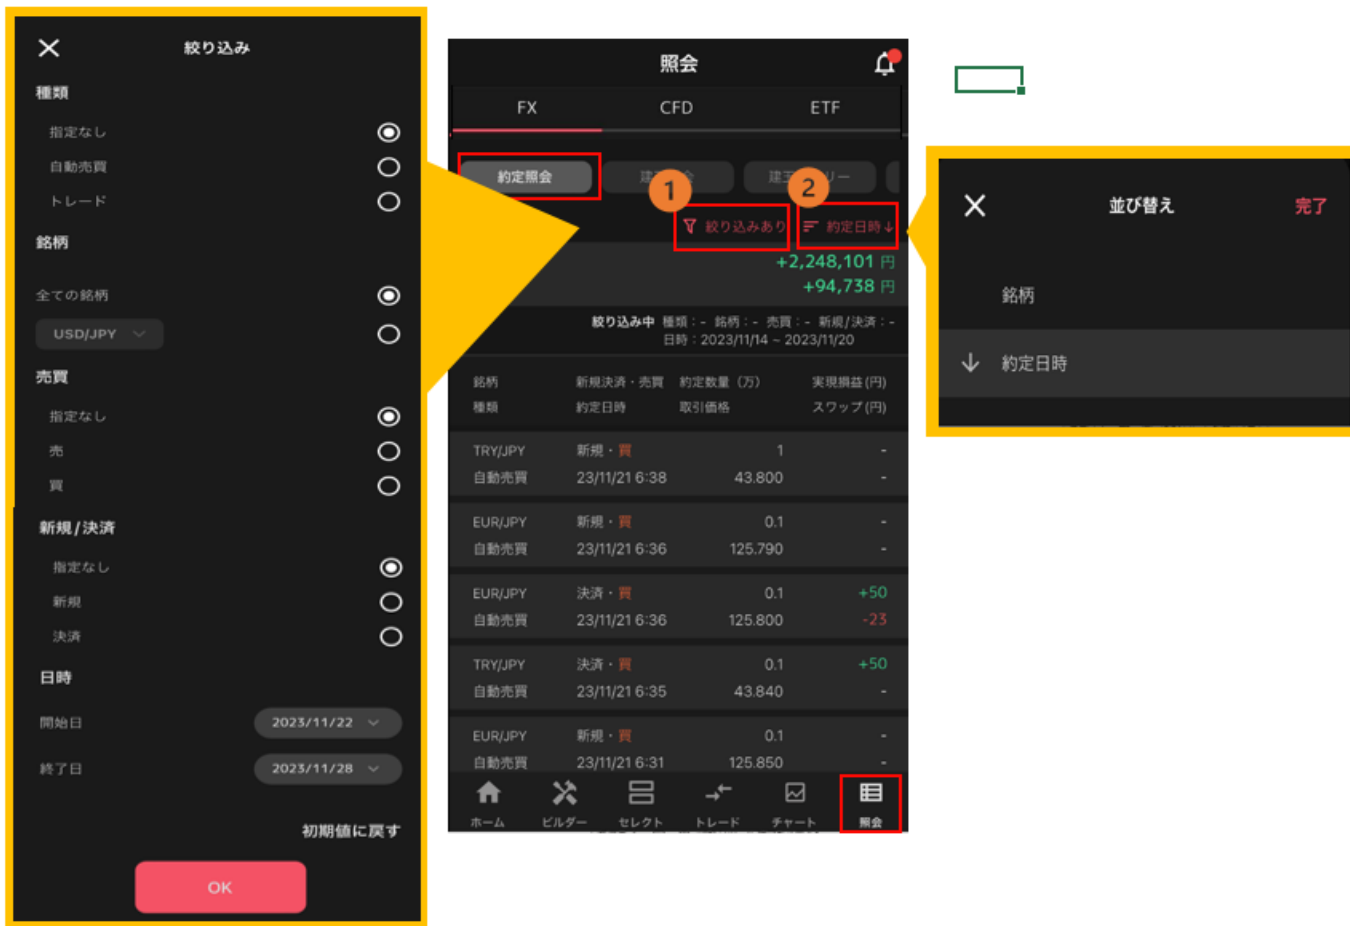 絞り込み
種類
指定なし
自動売買
トレード
銘柄
全ての銘柄
USD/JPY
売買
指定なし
売
買
新規/決済
指定なし
新規
決済
日時
開始日
2023/11/22
終了日
2023/11/28
初期値に戻す
OK
照会
FX CFD ETF
約定照会
1 2
絞り込みあり 約定日時↓
+2,248,101 円
+94,738 円
絞り込み中 種類：- 銘柄：- 売買：- 新規/決済：-
日時：2023/11/14 ~ 2023/11/20
銘柄 新規決済・売買 約定数量（万） 実現損益(円)
種類 約定日時 取引価格 スワップ(円)
TRY/JPY 新規・買 1 -
自動売買 23/11/21 6:38 43.800 -
EUR/JPY 新規・買 0.1 -
自動売買 23/11/21 6:36 125.790 -
EUR/JPY 決済・買 0.1 +50
自動売買 23/11/21 6:36 125.800 -23
TRY/JPY 決済・買 0.1 +50
自動売買 23/11/21 6:35 43.840 -
EUR/JPY 新規・買 0.1 -
自動売買 23/11/21 6:31 125.850 -
ホーム ビルダー セレクト トレード チャート 照会
並び替え 完了
銘柄
↓ 約定日時